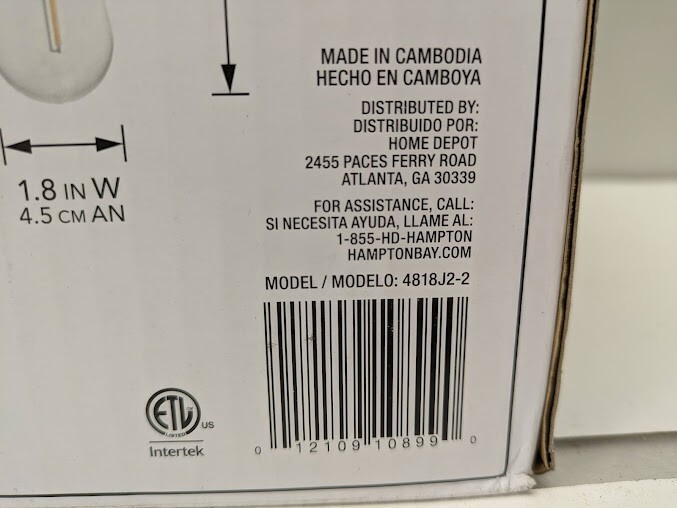 MADE IN CAMBODIA
HECHO EN CAMBOYA
DISTRIBUTED BY:
DISTRIBUIDO POR:
HOME DEPOT
2455 PACES FERRY ROAD
ATLANTA, GA 30339
1.8 IN W
4.5 CM AN
FOR ASSISTANCE, CALL:
SI NECESITA AYUDA, LLAME AL:
1-855-HD-HAMPTON
HAMPTONBAY.COM
MODEL / MODELO: 4818J2-2
ETL
LISTED
US
Intertek
0 12109 10899 0